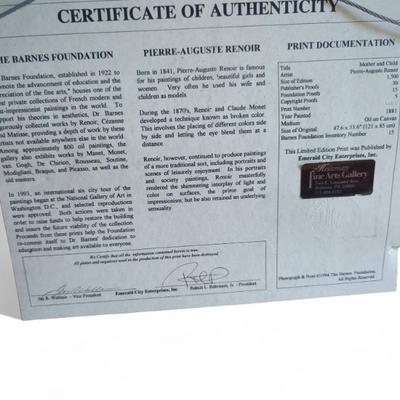 CERTIFICATE OF AUTHENTICITY
HE BARNES FOUNDATION
Barnes Foundation, established in 1922 to
omote the advancement of education and the
reciation of the fine arts," houses one of the
est private collections of French modern and
st-impressionist paintings in the world. To
pport his theories in aesthetics, Dr. Barnes
gorously collected works by Renoir, Cézanne
d Matisse, providing a depth of work by these
tists not available anywhere else in the world.
mong approximately 800 oil paintings, the
gallery also exhibits works by Manet, Monet,
van Gogh, De Chirico, Rousseau, Soutine,
Modigliani, Braque, and Picasso, as well as the
old masters.
In 1993, an international six city tour of the
paintings began at the National Gallery of Art in
Washington D.C., and selected reproductions
were approved. Both actions were taken in
order to raise funds to help restore the building
and insure the future viability of the collection.
Proceeds from these prints help the Foundation
re-commit itself to Dr. Barnes' dedication to
education and making art available to everyone.
PIERRE-AUGUSTE RENOIR
Born in 1841, Pierre-Auguste Renoir is famous
for his paintings of children, beautiful girls and
women. Very often he used his wife and
children as models.
During the 1870's, Renoir and Claude Monet
developed a technique known as broken color.
This involves the placing of different colors side
by side and letting the eye blend them at a
distance.
Renoir, however, continued to produce paintings
of a more traditional sort, including portraits and
scenes of leisurely enjoyment. In his portraits
and society paintings, Renoir masterfully
rendered the shimmering interplay of light and
color on surfaces, the prime goal of
impressionism; but he also retained an underlying
sensuality.
PRINT DOCUMENTATION
Title Mother and Child
Artist Pierre-Auguste Renoir
Size of Edition 1,500
Publisher's Proofs 30
Foundation Proofs 15
Copyright Proofs 5
Year Painted 1881
Medium Oil on Canvas
Size of Original 47.6 x 33.6" (121 x 85 cm)
Barnes Foundation Inventory Number 15
This Limited Edition Print was Published by
Emerald City Enterprises, Inc.
Fine Arts Gallery
We Certify that all the information contained herein is true.
All plates and negatives used in the production of this print have been destroyed.
Vice President
Emerald City Enterprises, Inc
Jr. - President
Photograph & Print ©1994 The Barnes Foundation.
All Rights Reserved.